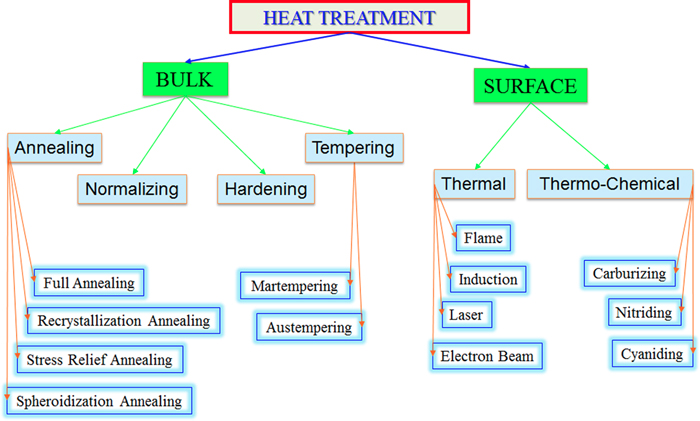 HEAT TREATMENT
BULK
SURFACE
Annealing
Tempering
Normalizing
Hardening
Thermal
Thermo-Chemical
Full Annealing
Recrystallization Annealing
Stress Relief Annealing
Spheroidization Annealing
Martempering
Austempering
Flame
Induction
Laser
Electron Beam
Carburizing
Nitriding
Cyaniding